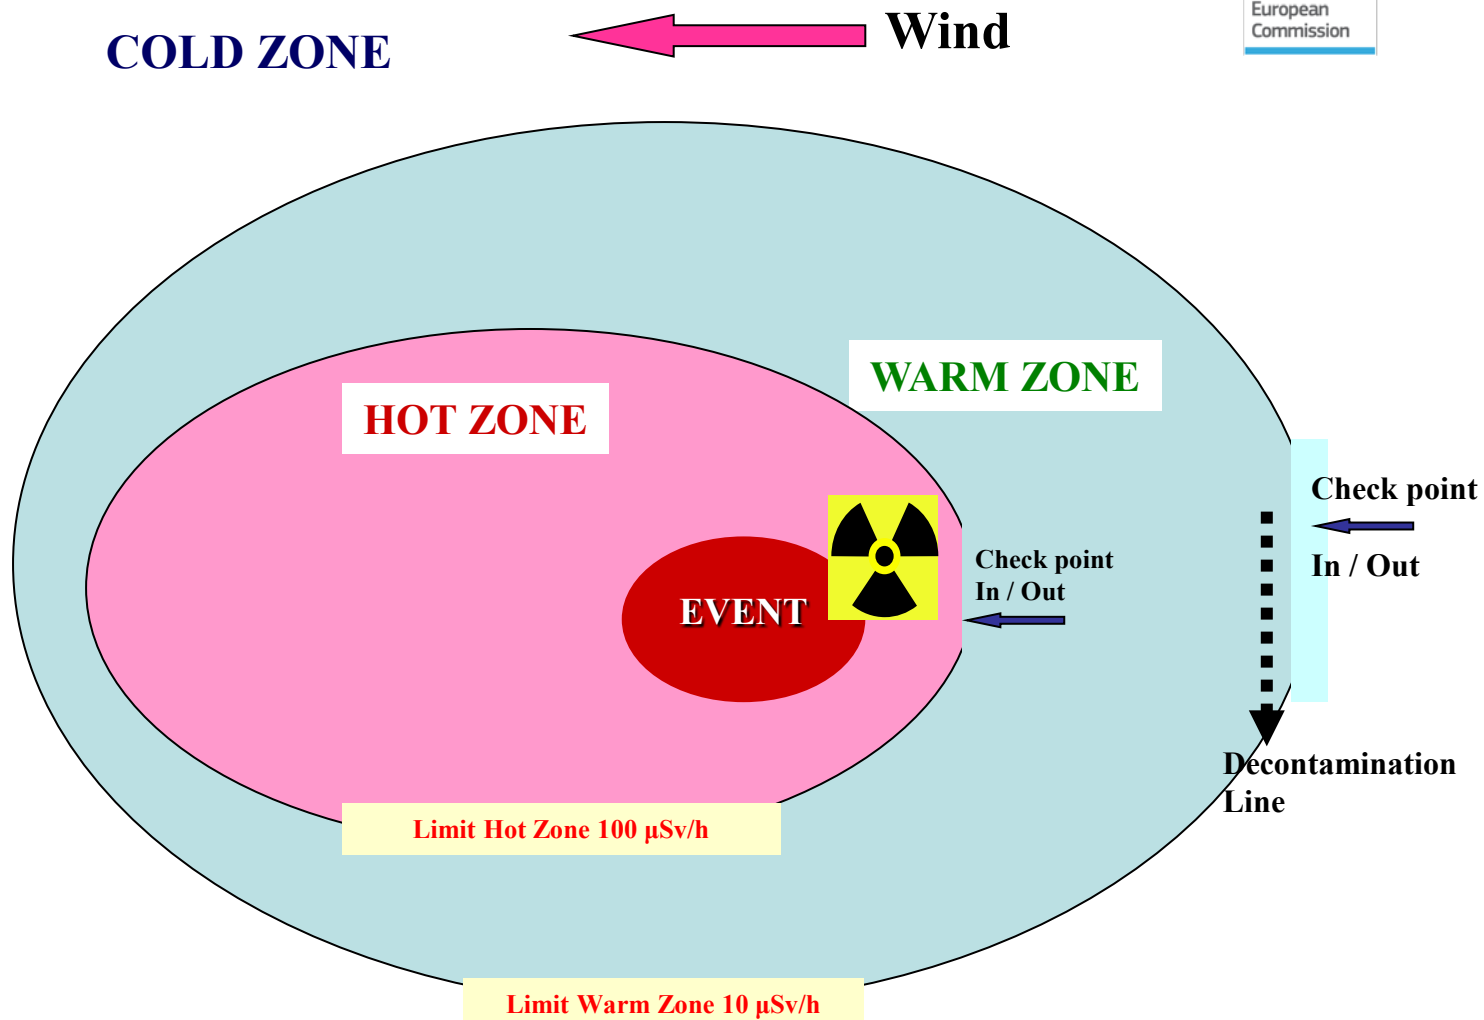 European
Commission
Wind
COLD ZONE
WARM ZONE
HOT ZONE
Check point
In / Out
Check point
In / Out
EVENT
Decontamination
Line
Limit Hot Zone 100 µSv/h
Limit Warm Zone 10 µSv/h